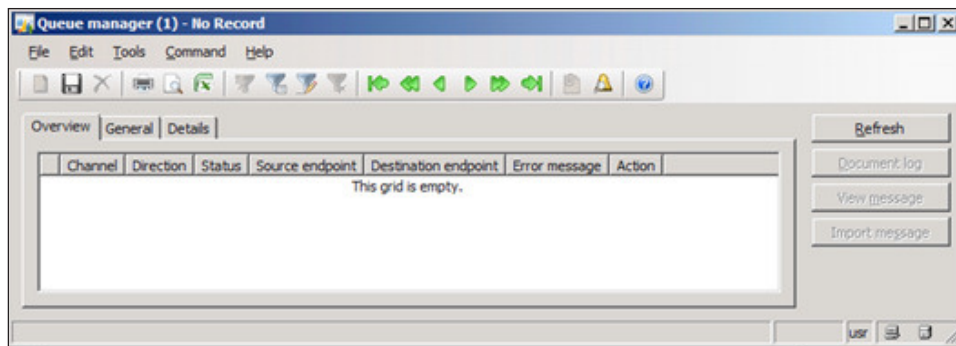 Queue manager (1) - No Record
File Edit Tools Command Help
Overview General Details
Refresh
Channel Direction Status Source endpoint Destination endpoint Error message Action
Document log
This grid is empty.
View message
Import message
usr